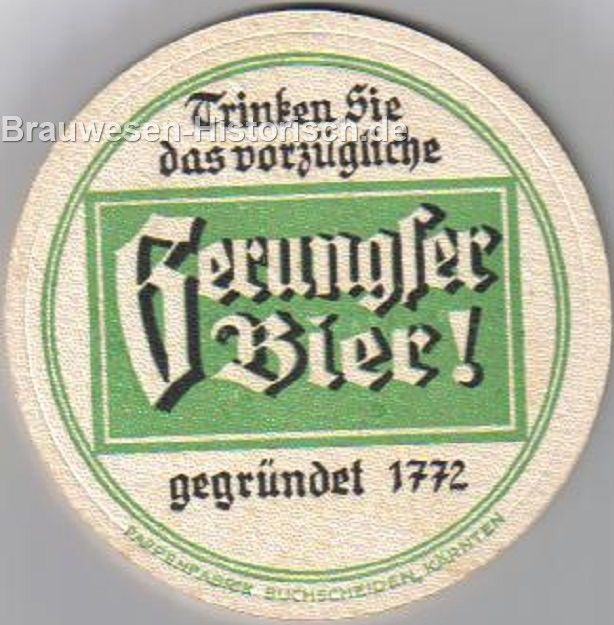 Trinken Sie
Brauwesen-Historisch.de
das vorzügliche
Gerungser
Bier!
gegründet 1772
PAPPENFABRIK BUCHSCHEIDEN, KÄRNTEN